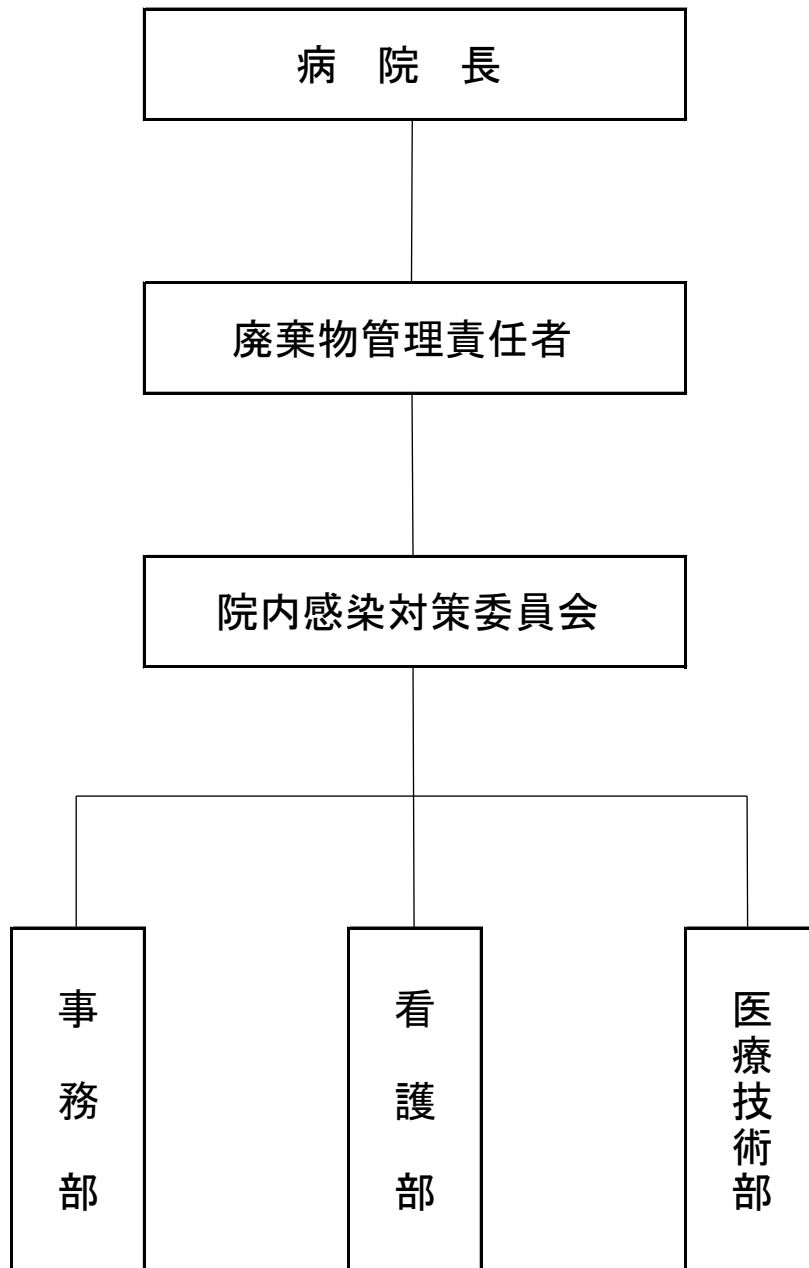 病 院 長
廃棄物管理責任者
院内感染対策委員会
事務部
看護部
医療技術部